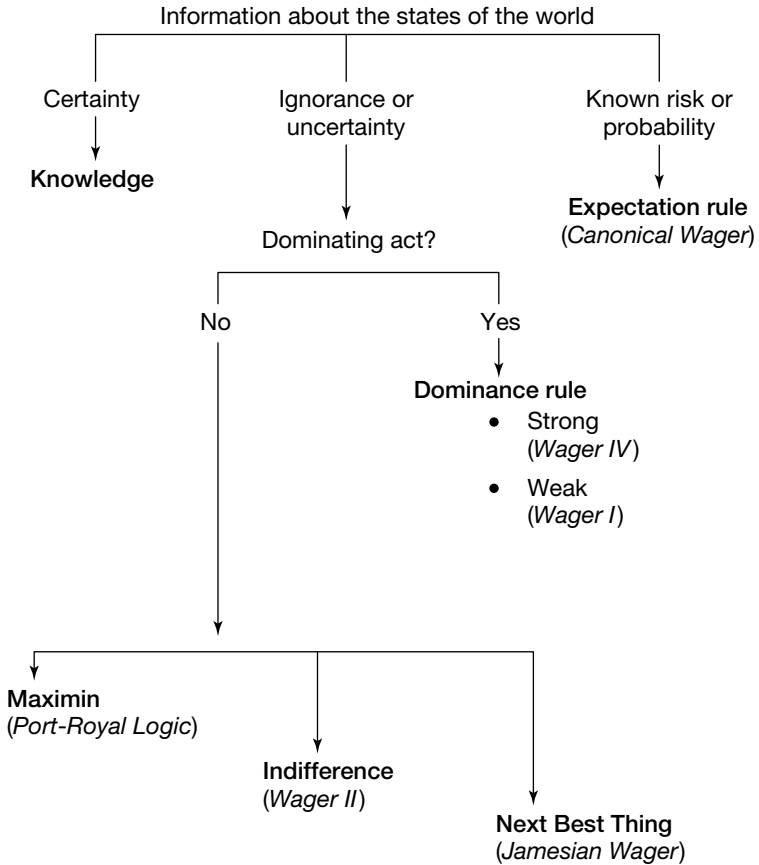 Information about the states of the world
Certainty
Knowledge
Ignorance or
uncertainty
Known risk or
probability
Expectation rule
(Canonical Wager)
Dominating act?
No
Yes
Dominance rule
• Strong
(Wager IV)
• Weak
(Wager I)
Maximin
(Port-Royal Logic)
Indifference
(Wager II)
Next Best Thing
(Jamesian Wager)